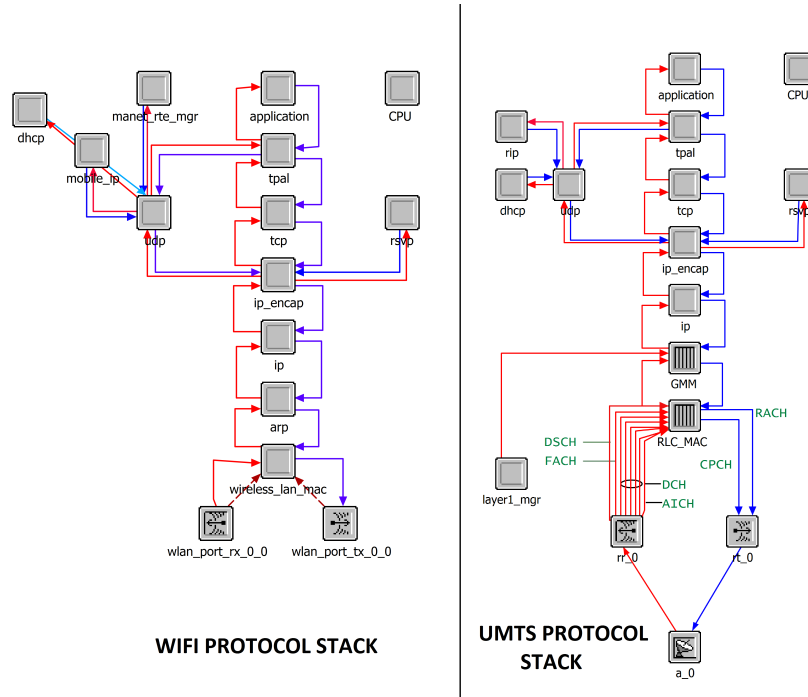 application
manet_rte_mgr
CPU
dhcp
mobile_ip
tpal
udp
tcp
rsvp
ip_encap
ip
arp
wireless_lan_mac
wlan_port_rx_0_0
wlan_port_tx_0_0
WIFI PROTOCOL STACK
application
CPU
rip
tpal
dhcp
udp
tcp
rsvp
ip_encap
ip
GMM
RLC_MAC
RACH
DSCH
FACH
CPCH
DCH
AICH
layer1_mgr
rr_0
rt_0
a_0
UMTS PROTOCOL
STACK